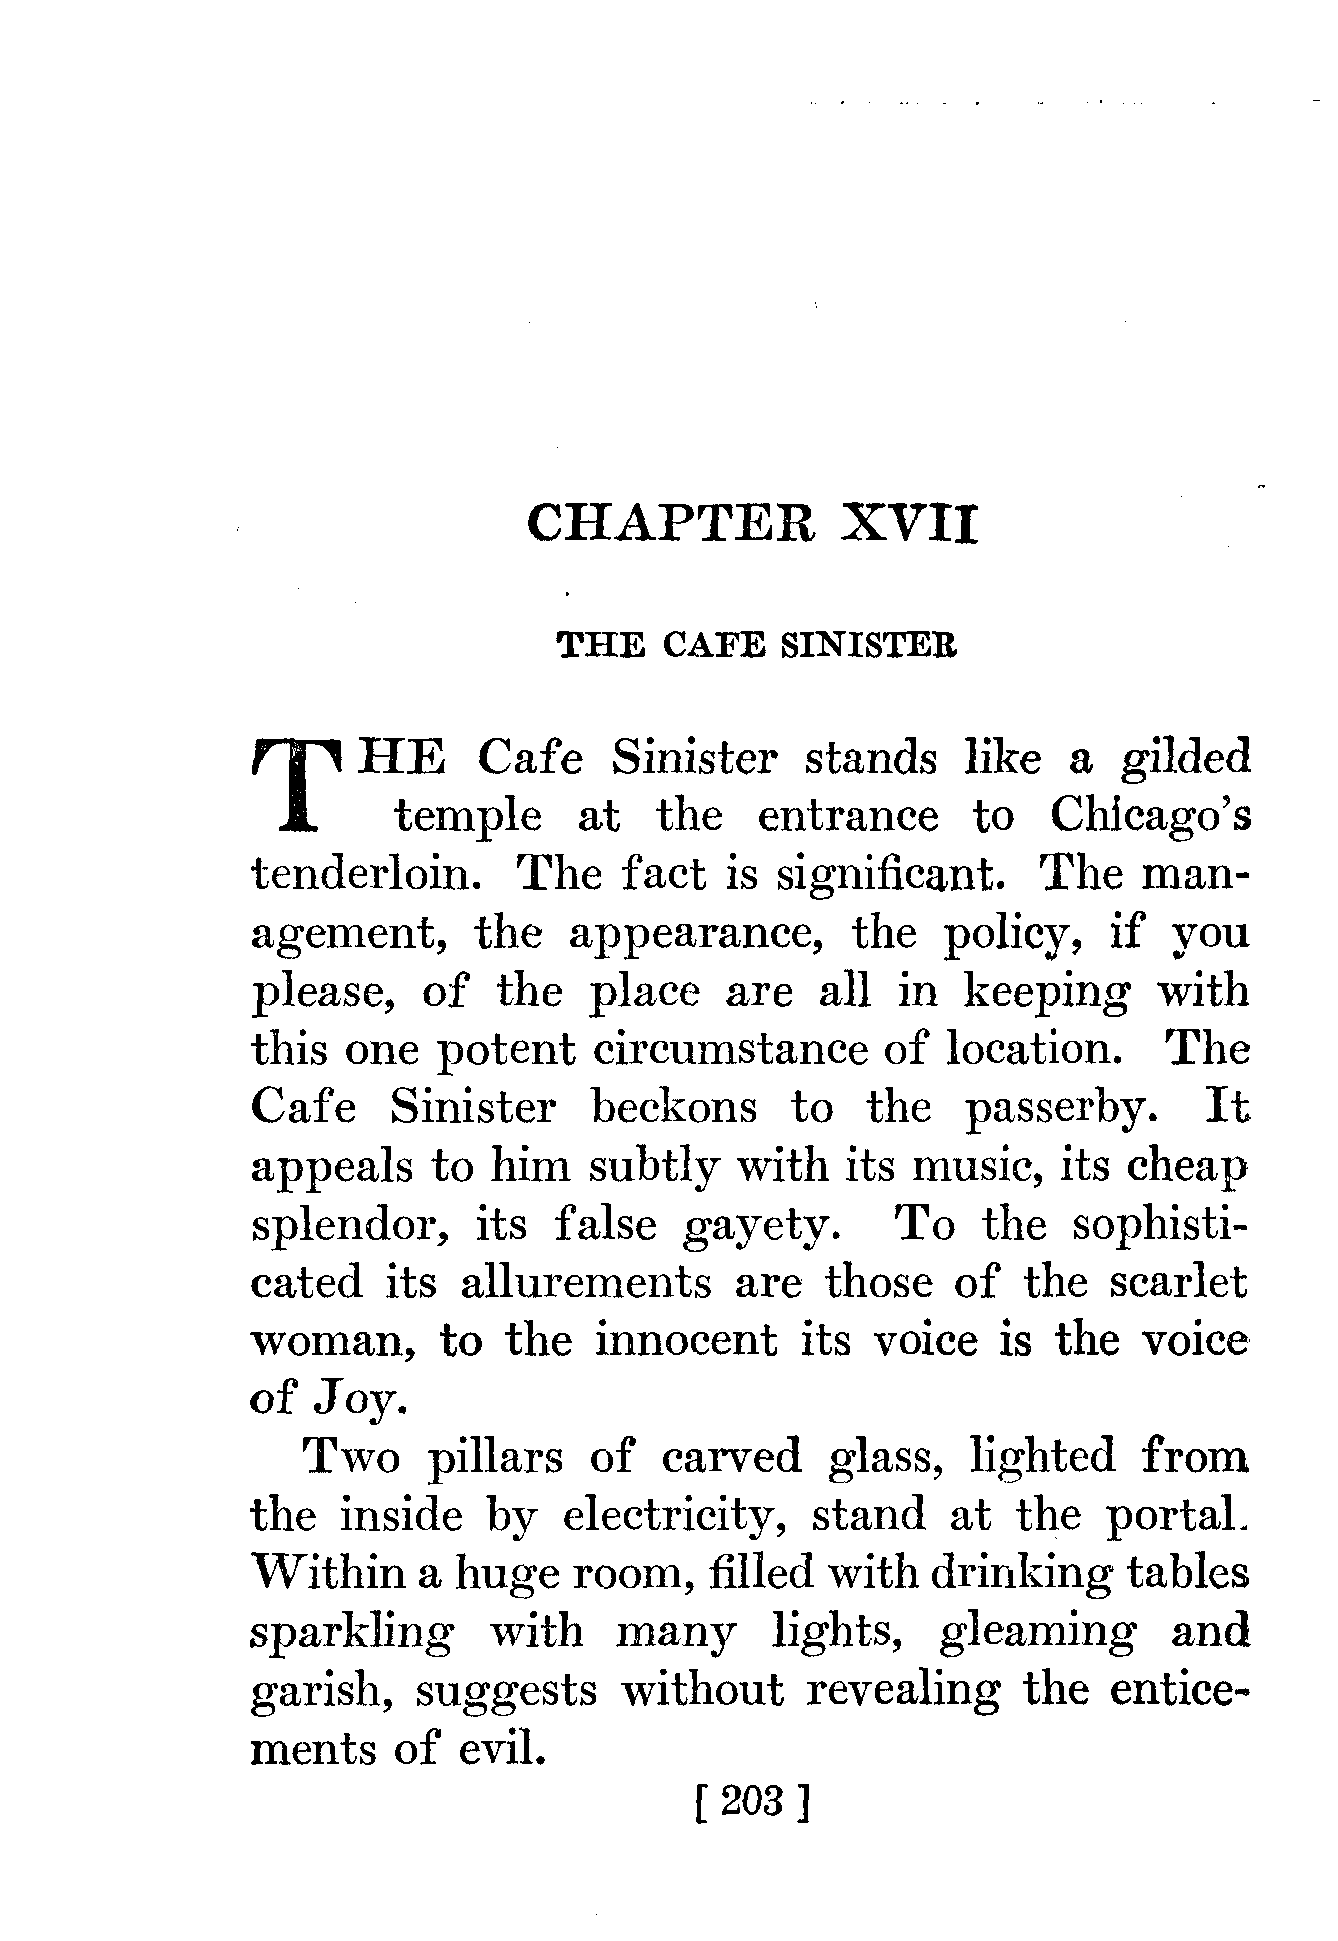 CHAPTER XVII
THE CAFE SINISTER
THE Cafe Sinister stands like a gilded
temple at the entrance to Chicago's
tenderloin. The fact is significant. The man-
agement, the appearance, the policy, if you
please, of the place are all in keeping with
this one potent circumstance of location. The
Cafe Sinister beckons to the passerby. It
appeals to him subtly with its music, its cheap
splendor, its false gayety. To the sophisti-
cated its allurements are those of the scarlet
woman, to the innocent its voice is the voice
of Joy.
Two pillars of carved glass, lighted from
the inside by electricity, stand at the portal.
Within a huge room, filled with drinking tables
sparkling with many lights, gleaming and
garish, suggests without revealing the entice-
ments of evil.
[ 203 ]